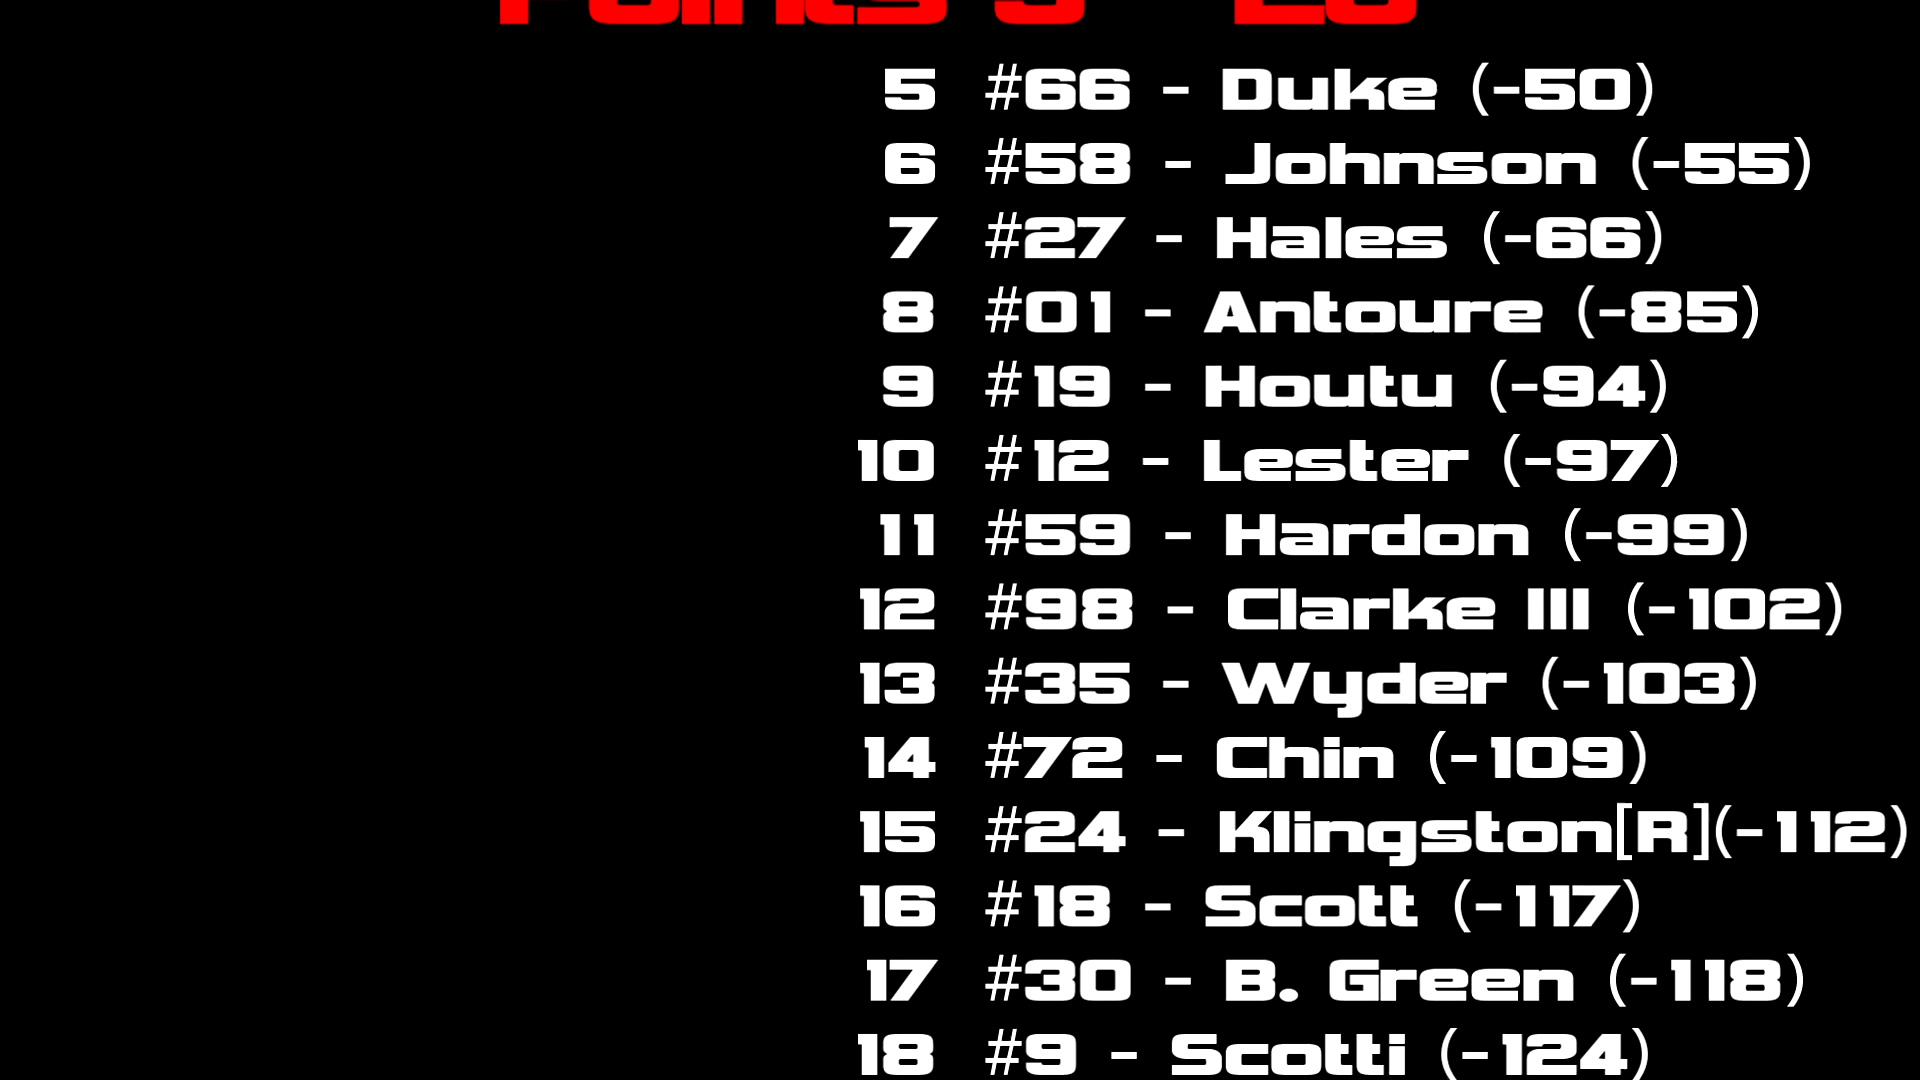 Points 5 - 20
5 #66 - Duke (-50)
6 #58 - Johnson (-55)
7 #27 - Hales (-66)
8 #01 - Antoure (-85)
9 #19 - Houtu (-94)
10 #12 - Lester (-97)
11 #59 - Hardon (-99)
12 #98 - Clarke III (-102)
13 #35 - Wyder (-103)
14 #72 - Chin (-109)
15 #24 - Klingston[R](-112)
16 #18 - Scott (-117)
17 #30 - B. Green (-118)
18 #9 - Scotti (-124)